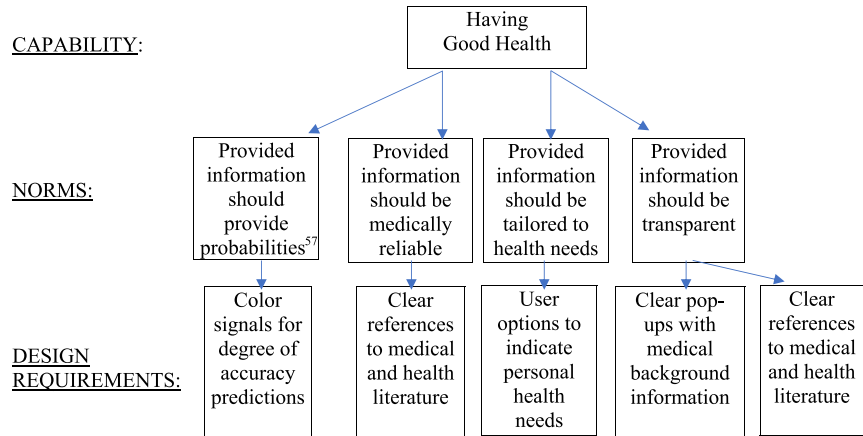 CAPABILITY:
Having
Good Health
NORMS:
Provided
information
should
provide
probabilities57
Provided
information
should be
medically
reliable
Provided
information
should be
tailored to
health needs
Provided
information
should be
transparent
DESIGN
REQUIREMENTS:
Color
signals for
degree of
accuracy
predictions
Clear
references
to medical
and health
literature
User
options to
indicate
personal
health
needs
Clear pop-
ups with
medical
background
information
Clear
references
to medical
and health
literature